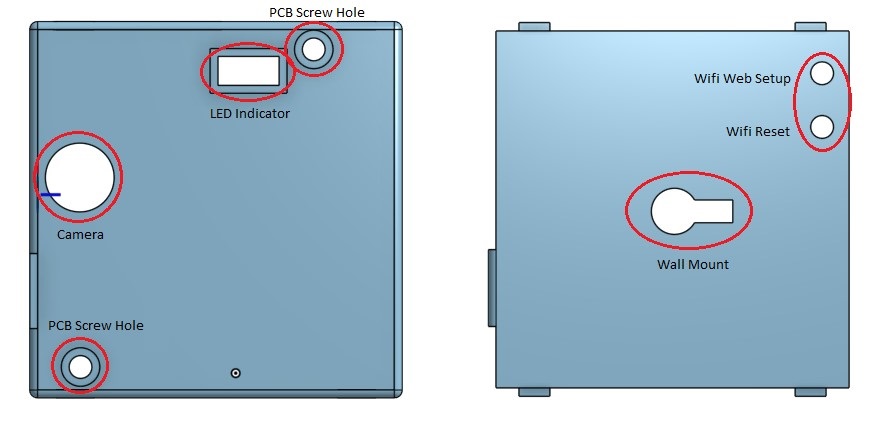 PCB Screw Hole
LED Indicator
Camera
PCB Screw Hole
Wifi Web Setup
Wifi Reset
Wall Mount